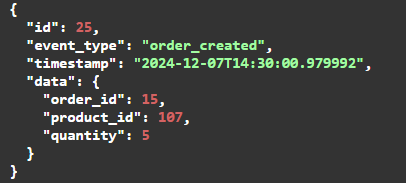 {
  "id": 25,
  "event_type": "order_created",
  "timestamp": "2024-12-07T14:30:00.979992",
  "data": {
    "order_id": 15,
    "product_id": 107,
    "quantity": 5
  }
}